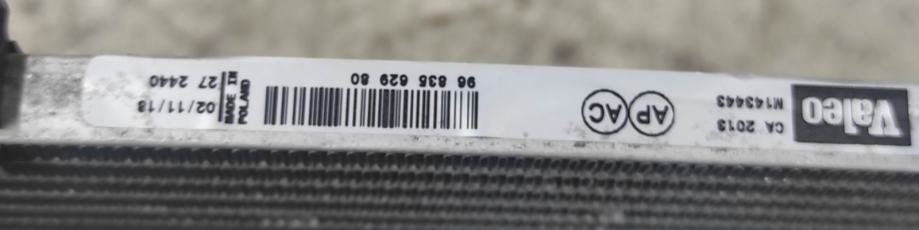 Valeo
CA 2013
M143443
AP AC
96 835 629 80
MADE IN
POLAND
02/11/18
27 2440